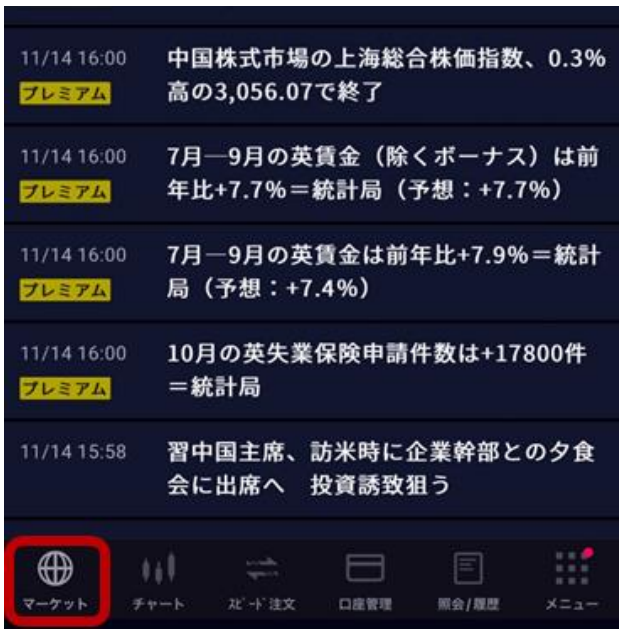 11/14 16:00
プレミアム
中国株式市場の上海総合株価指数、0.3%
高の3,056.07で終了
11/14 16:00
プレミアム
7月―9月の英賃金（除くボーナス）は前
年比+7.7%＝統計局（予想：+7.7%）
11/14 16:00
プレミアム
7月―9月の英賃金は前年比+7.9%＝統計
局（予想：+7.4%）
11/14 16:00
プレミアム
10月の英失業保険申請件数は+17800件
＝統計局
11/14 15:58
習中国主席、訪米時に企業幹部との夕食
会に出席へ　投資誘致狙う
マーケット
チャート
ｽﾋﾟｰﾄﾞ注文
口座管理
照会/履歴
メニュー